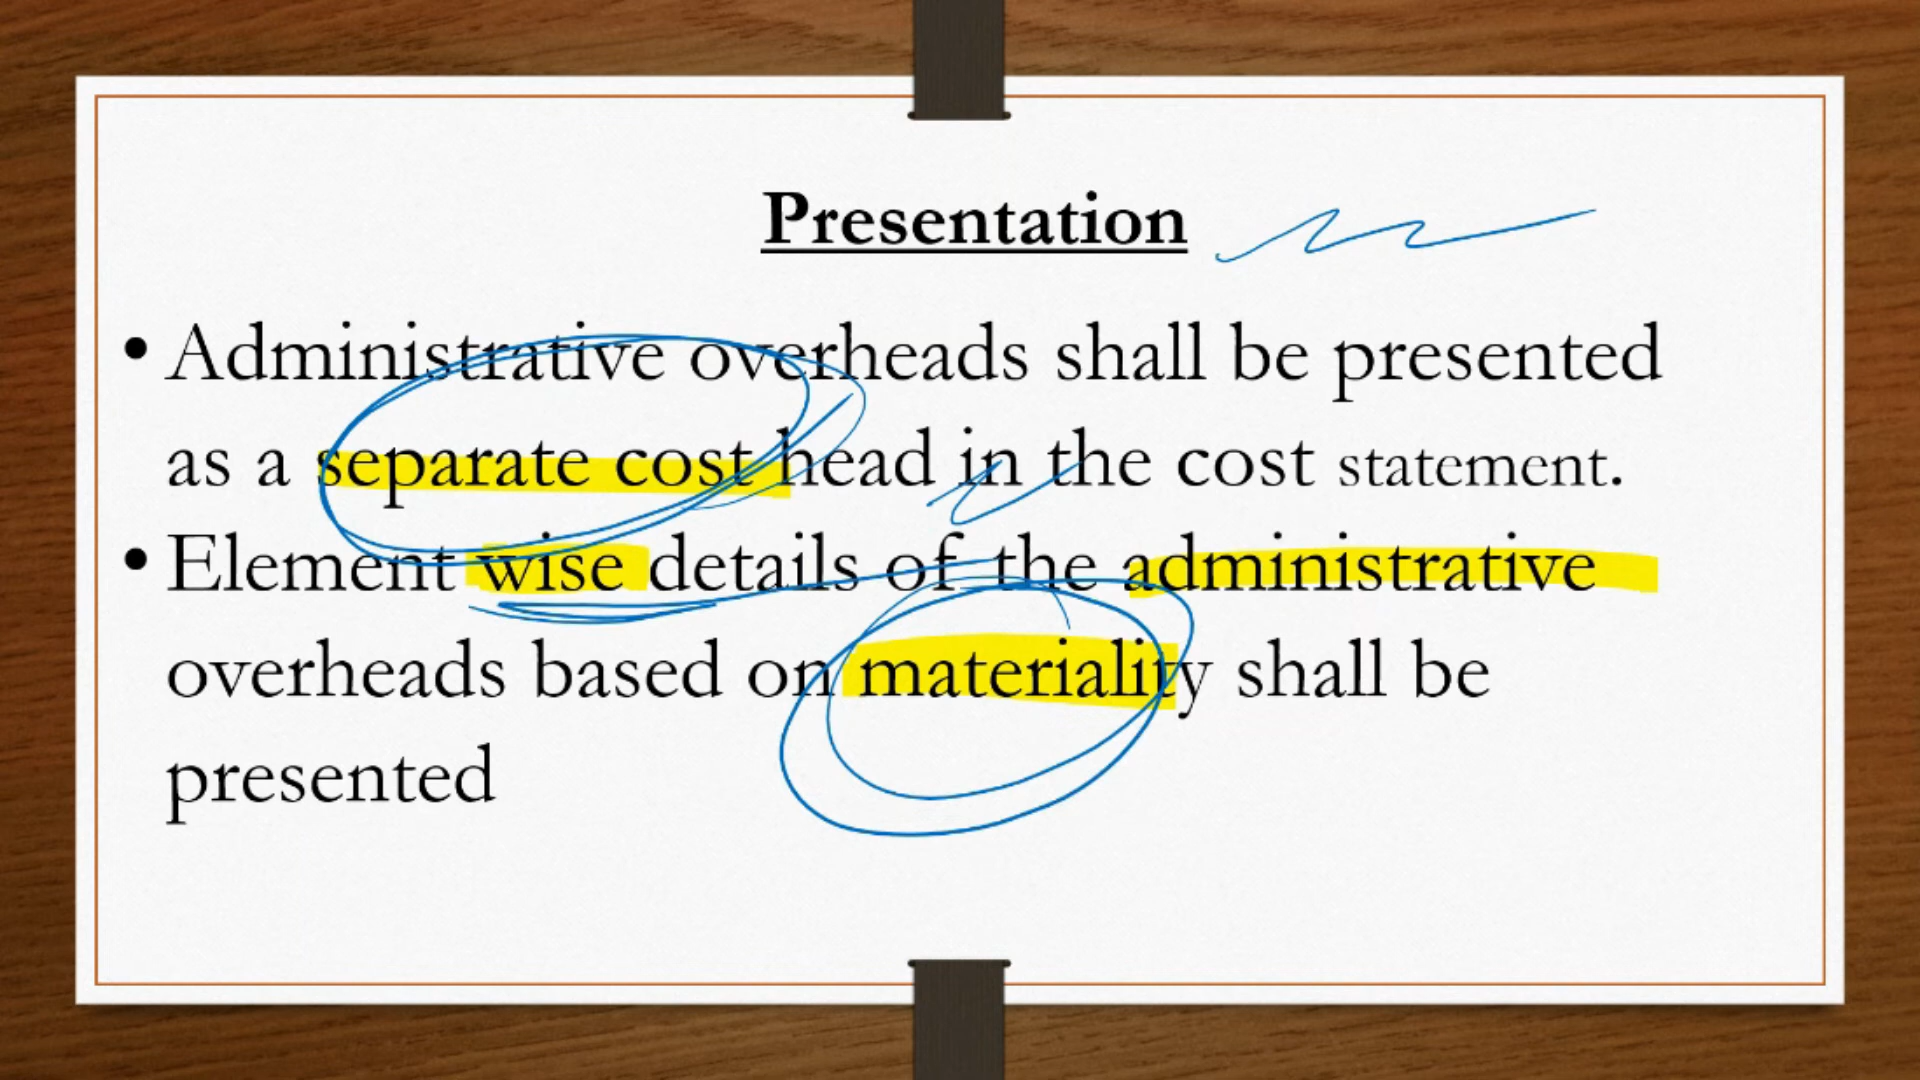 Presentation
• Administrative overheads shall be presented
as a separate cost head in the cost statement.
• Element wise details of the administrative
overheads based on materiality shall be
presented